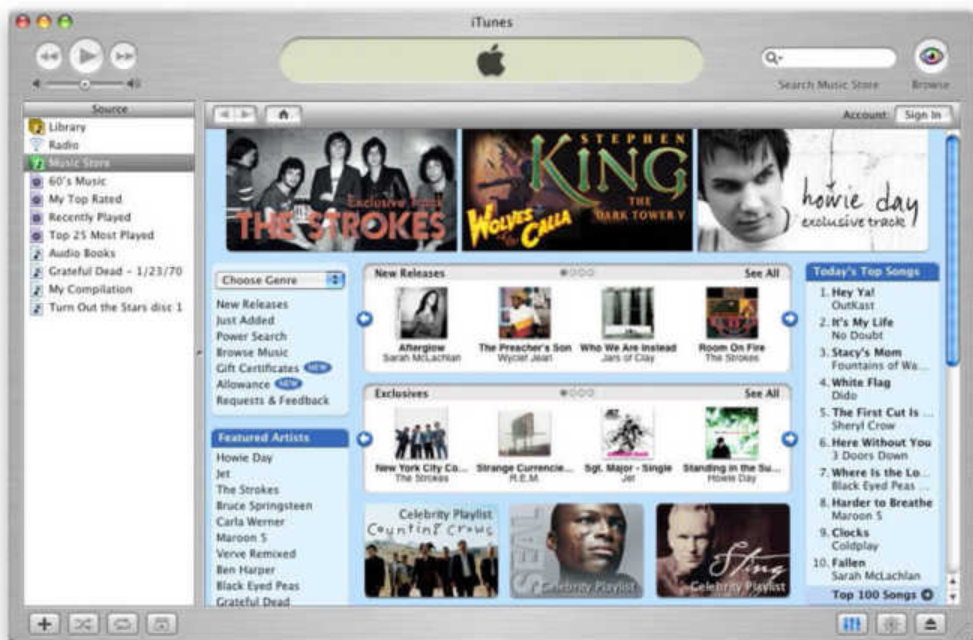 iTunes
Search Music Store
Browse
Source
Library
Radio
Music Store
60's Music
My Top Rated
Recently Played
Top 25 Most Played
Audio Books
Grateful Dead - 1/23/70
My Compilation
Turn Out the Stars disc 1
Account:
Sign In
Exclusive Track
THE STROKES
STEPHEN
KING
THE
DARK TOWER V
WOLVES
of the
CALLA
howie day
exclusive track
Choose Genre
New Releases
Just Added
Power Search
Browse Music
Gift Certificates NEW
Allowance NEW
Requests & Feedback
Featured Artists
Howie Day
Jet
The Strokes
Bruce Springsteen
Carla Werner
Maroon 5
Verve Remixed
Ben Harper
Black Eyed Peas
Grateful Dead
New Releases
See All
Afterglow
Sarah McLachlan
The Preacher's Son
Wyclef Jean
Who We Are Instead
Jars of Clay
Room On Fire
The Strokes
Exclusives
See All
New York City Co...
The Strokes
Strange Currencie...
R.E.M.
Sgt. Major - Single
Jet
Standing in the Su...
Howie Day
Celebrity Playlist
Counting Crows
SEAL
Celebrity Playlist
Sting
Celebrity Playlist
Today's Top Songs
1. Hey Ya!
OutKast
2. It's My Life
No Doubt
3. Stacy's Mom
Fountains of Wa...
4. White Flag
Dido
5. The First Cut Is ...
Sheryl Crow
6. Here Without You
3 Doors Down
7. Where Is the Lo...
Black Eyed Peas ...
8. Harder to Breathe
Maroon 5
9. Clocks
Coldplay
10. Fallen
Sarah McLachlan
Top 100 Songs